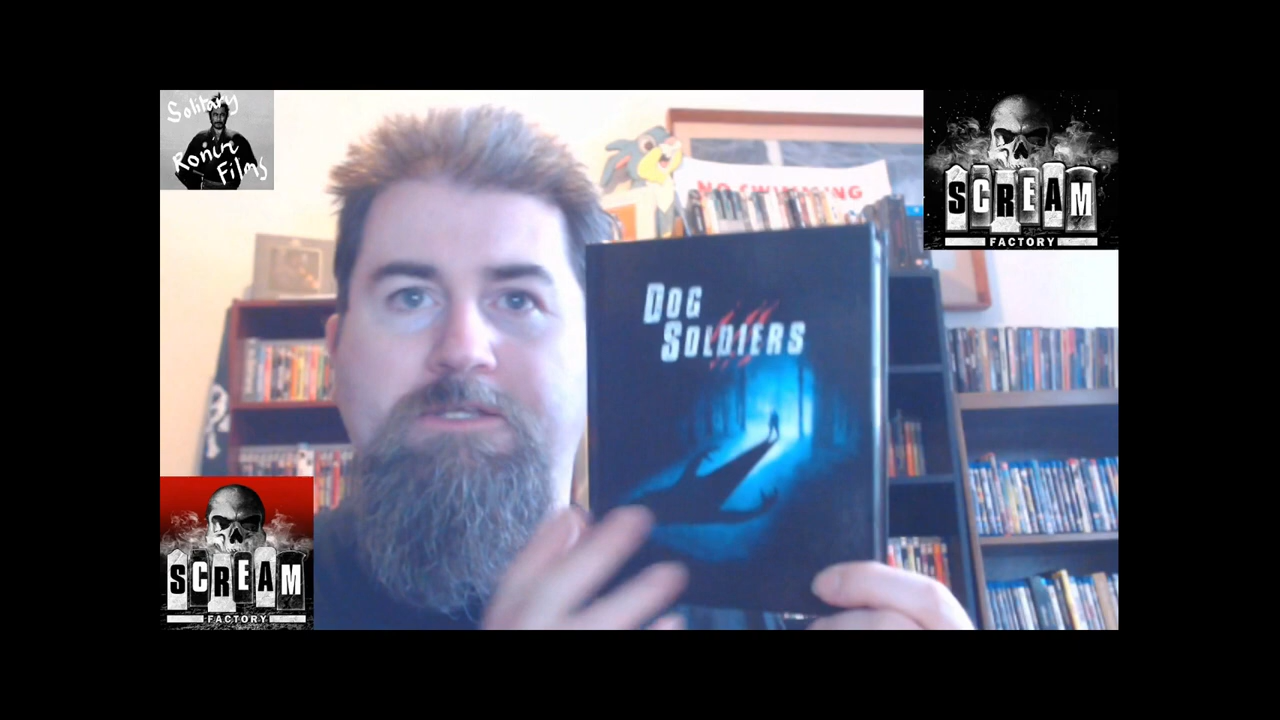 Solitary
Ronin
Films
SCREAM
FACTORY
NO SWIMMING
DOG
SOLDIERS
SCREAM
FACTORY